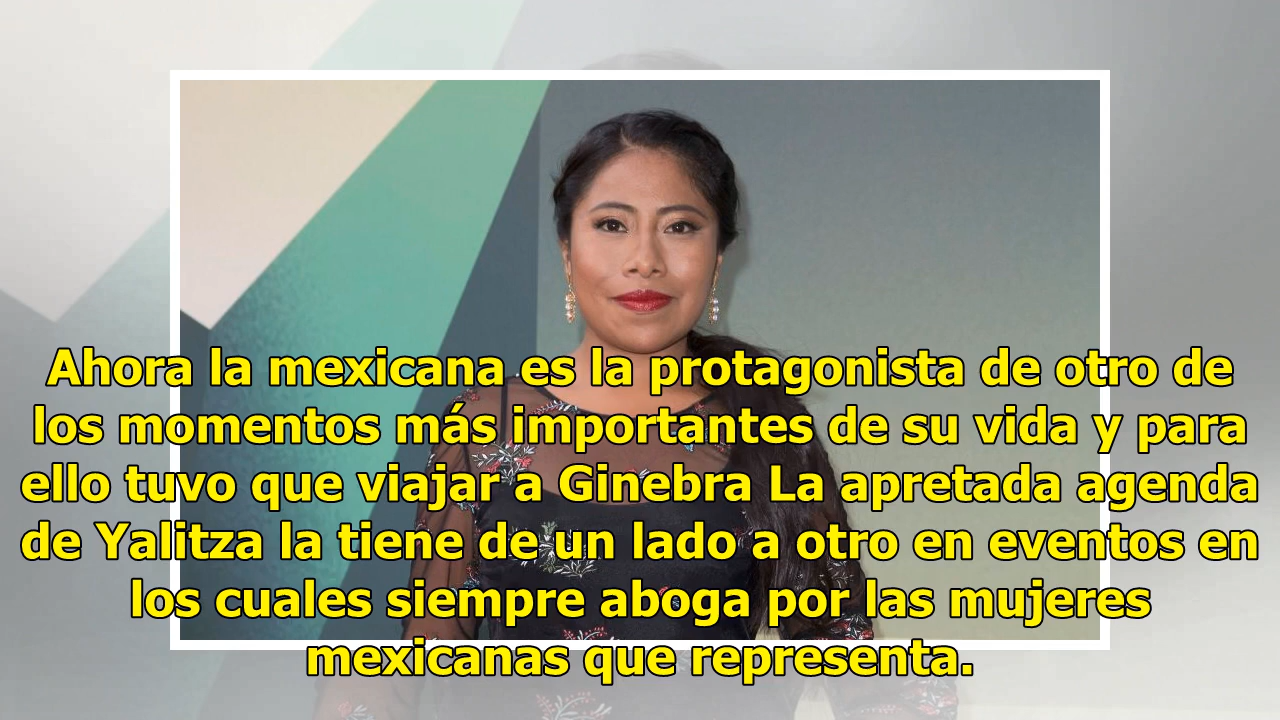 Ahora la mexicana es la protagonista de otro de
los momentos más importantes de su vida y para
ello tuvo que viajar a Ginebra La apretada agenda
de Yalitza la tiene de un lado a otro en eventos en
los cuales siempre aboga por las mujeres
mexicanas que representa.